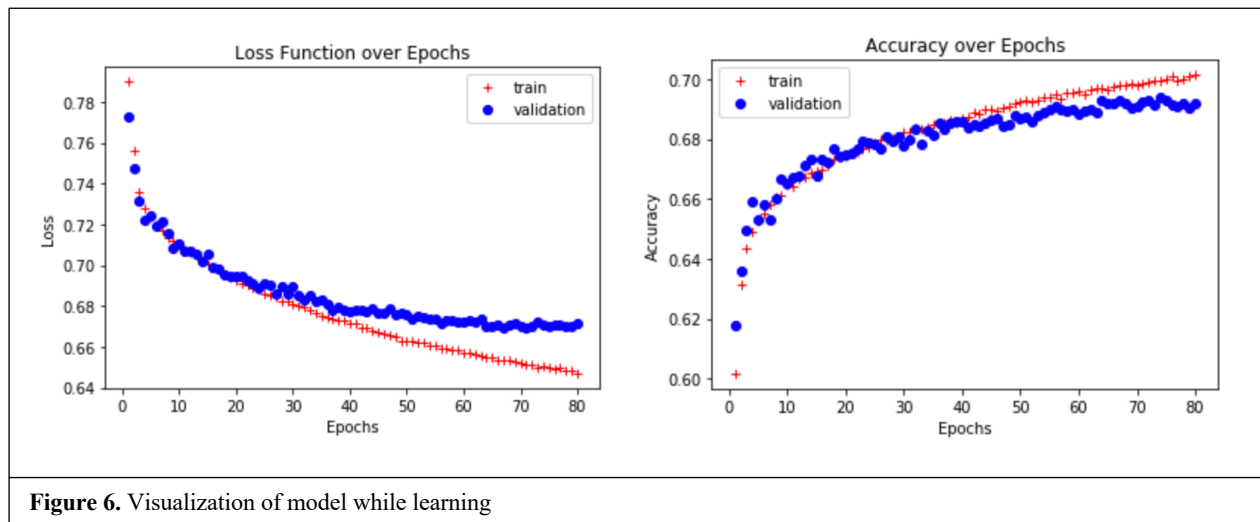 Loss Function over Epochs
train
validation
Loss
0.78
0.76
0.74
0.72
0.70
0.68
0.66
0.64
0 10 20 30 40 50 60 70 80
Epochs
Accuracy over Epochs
train
validation
Accuracy
0.70
0.68
0.66
0.64
0.62
0.60
0 10 20 30 40 50 60 70 80
Epochs
Figure 6. Visualization of model while learning